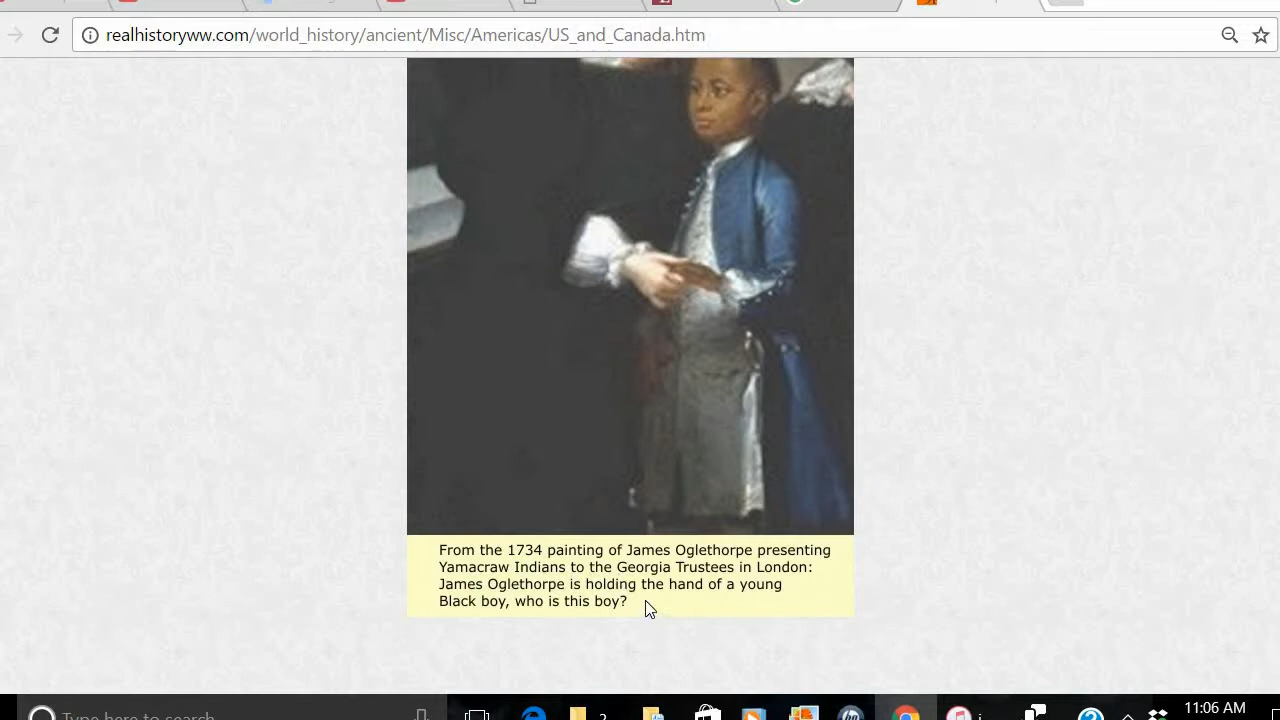 realhistoryww.com/world_history/ancient/Misc/Americas/US_and_Canada.htm
From the 1734 painting of James Oglethorpe presenting
Yamacraw Indians to the Georgia Trustees in London:
James Oglethorpe is holding the hand of a young
Black boy, who is this boy?
Type here to search
11:06 AM